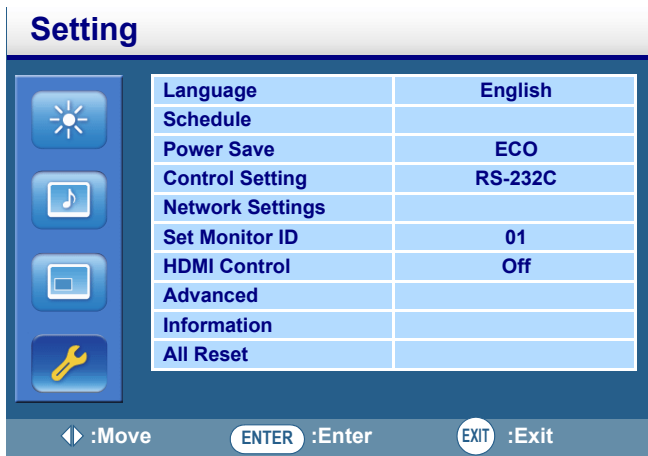 Setting
Language English
Schedule
Power Save ECO
Control Setting RS-232C
Network Settings
Set Monitor ID 01
HDMI Control Off
Advanced
Information
All Reset
:Move ENTER :Enter EXIT :Exit